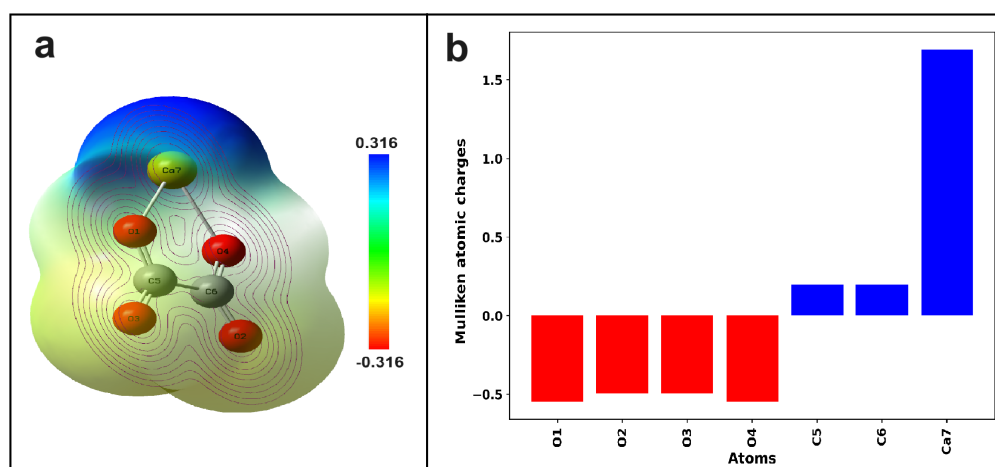 a
0.316
Ca7
O1
O4
C5
C6
O3
O2
-0.316
b
Mulliken atomic charges
1.5
1.0
0.5
0.0
−0.5
O1
O2
O3
O4
C5
C6
Ca7
Atoms